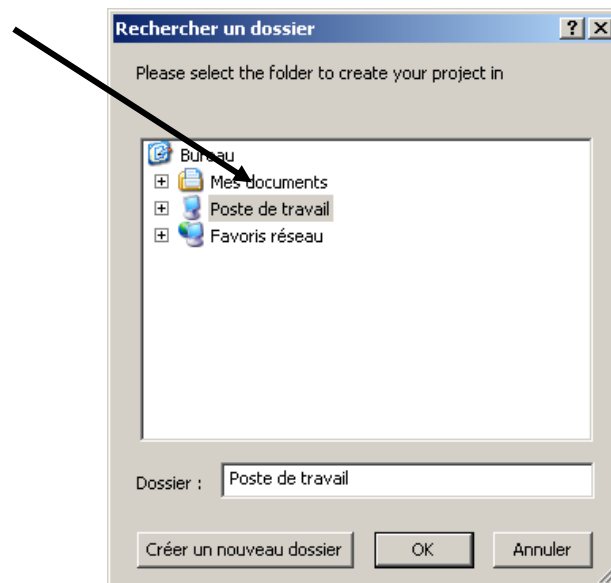 Rechercher un dossier
Please select the folder to create your project in
Bureau
Mes documents
Poste de travail
Favoris réseau
Dossier : Poste de travail
Créer un nouveau dossier OK Annuler